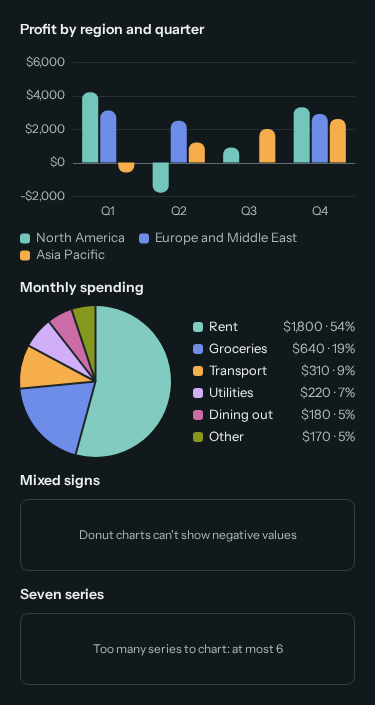 Profit by region and quarter
$6,000
$4,000
$2,000
$0
-$2,000
Q1 Q2 Q3 Q4
North America Europe and Middle East
Asia Pacific
Monthly spending
Rent $1,800 · 54%
Groceries $640 · 19%
Transport $310 · 9%
Utilities $220 · 7%
Dining out $180 · 5%
Other $170 · 5%
Mixed signs
Donut charts can't show negative values
Seven series
Too many series to chart: at most 6